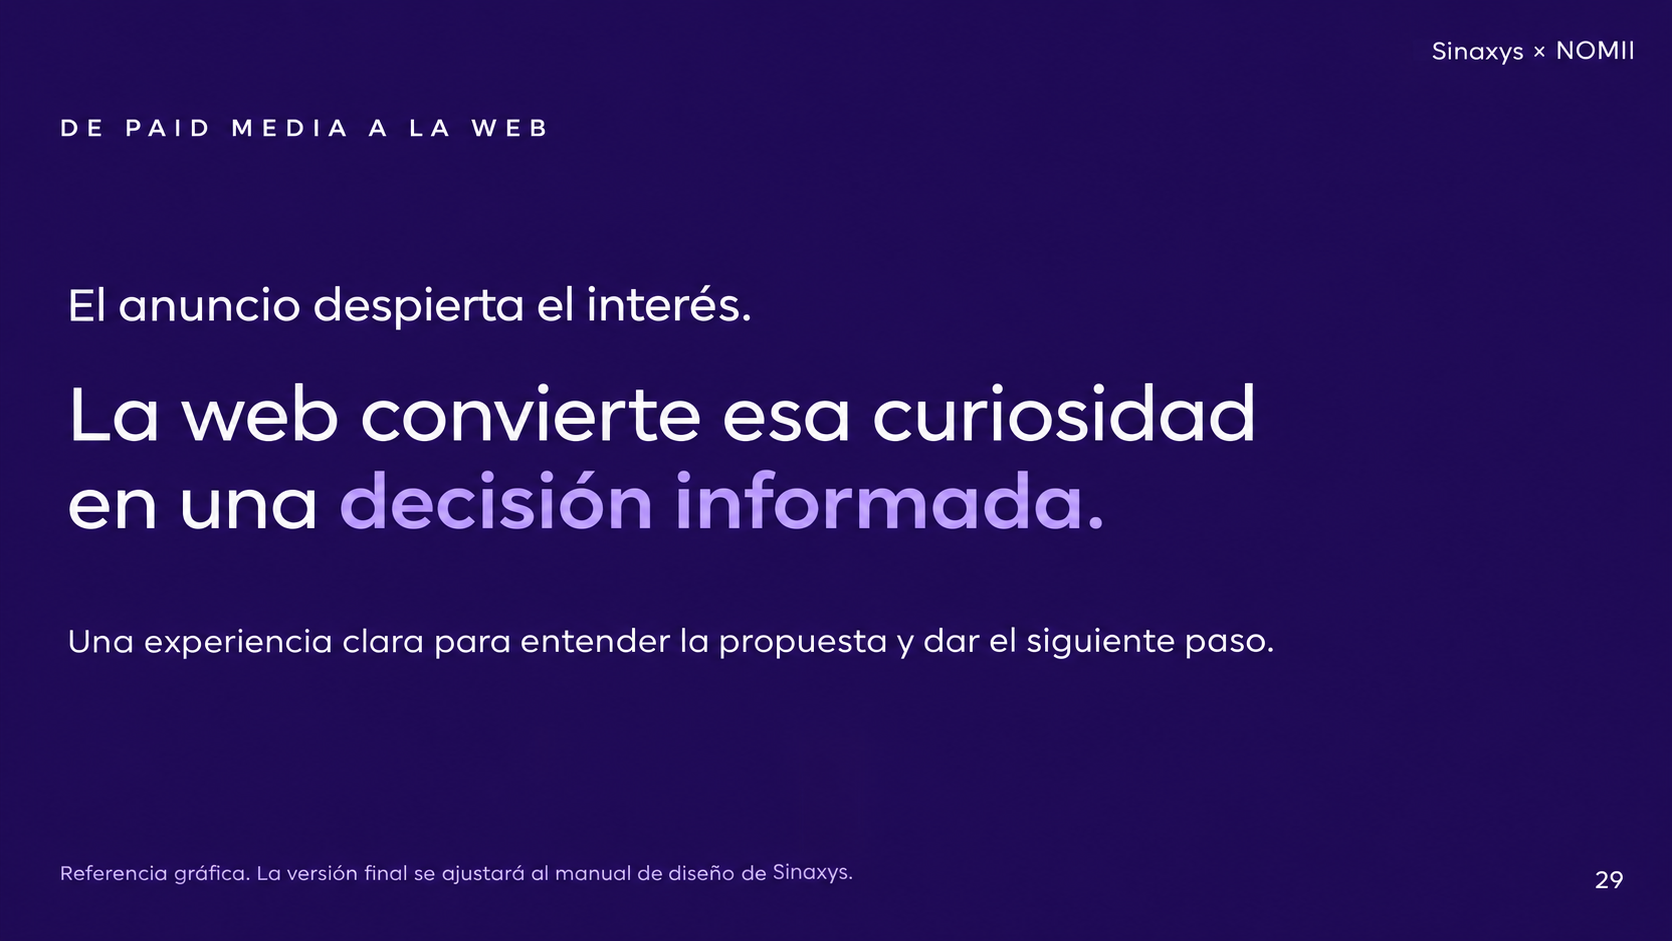 Sinaxys × NOMII
DE PAID MEDIA A LA WEB
El anuncio despierta el interés.
La web convierte esa curiosidad
en una decisión informada.
Una experiencia clara para entender la propuesta y dar el siguiente paso.
Referencia gráfica. La versión final se ajustará al manual de diseño de Sinaxys.
29